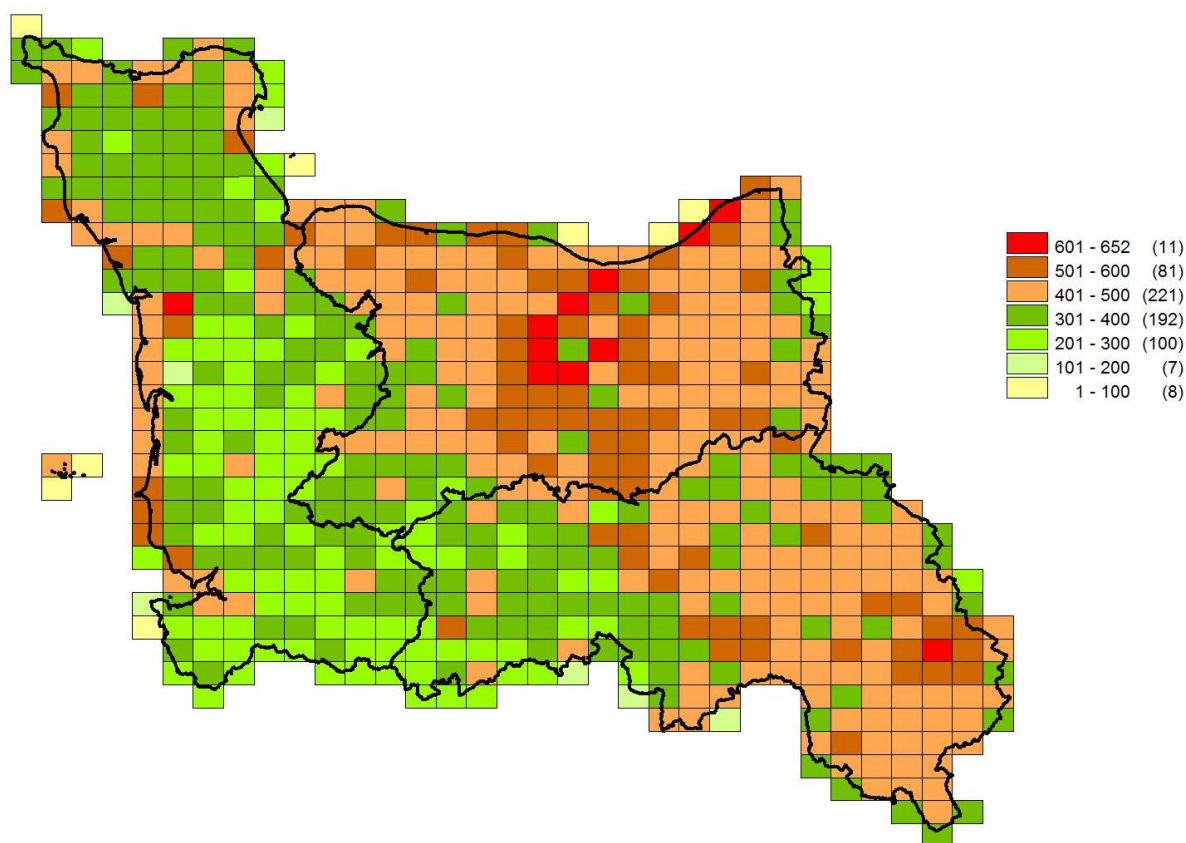 601 - 652 (11)
501 - 600 (81)
401 - 500 (221)
301 - 400 (192)
201 - 300 (100)
101 - 200 (7)
1 - 100 (8)